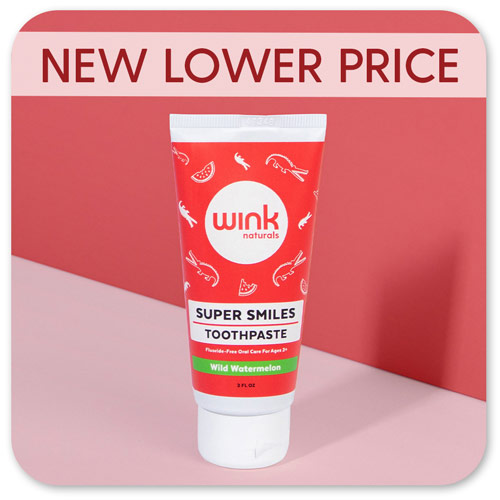 NEW LOWER PRICE
wink
naturals
SUPER SMILES
TOOTHPASTE
Fluoride-Free Oral Care For Ages 2+
Wild Watermelon
2 FL OZ